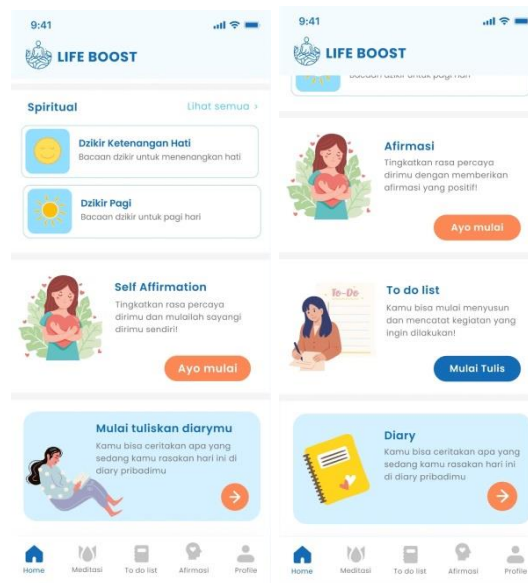 9:41
LIFE BOOST
Spiritual
Lihat semua ›
Dzikir Ketenangan Hati
Bacaan dzikir untuk menenangkan hati
Dzikir Pagi
Bacaan dzikir untuk pagi hari
Self Affirmation
Tingkatkan rasa percaya
dirimu dan mulailah sayangi
dirimu sendiri!
Ayo mulai
Mulai tuliskan diarymu
Kamu bisa ceritakan apa yang
sedang kamu rasakan hari ini di
diary pribadimu
Home
Meditasi
To do list
Afirmasi
Profile
9:41
LIFE BOOST
Bacaan dzikir untuk pagi hari
Afirmasi
Tingkatkan rasa percaya
dirimu dengan memberikan
afirmasi yang positif!
Ayo mulai
To-Do
To do list
Kamu bisa mulai menyusun
dan mencatat kegiatan yang
ingin dilakukan!
Mulai Tulis
Diary
Kamu bisa ceritakan apa yang
sedang kamu rasakan hari ini
di diary pribadimu
Home
Meditasi
To do list
Afirmasi
Profile